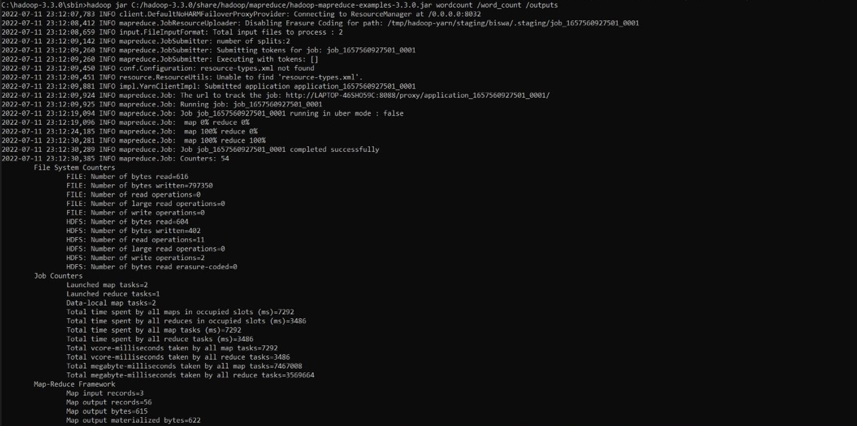 C:\hadoop-3.3.0\sbin>hadoop jar C:/hadoop-3.3.0/share/hadoop/mapreduce/hadoop-mapreduce-examples-3.3.0.jar wordcount /word_count /outputs
2022-07-11 23:12:07,783 INFO client.DefaultNoHARMFailoverProxyProvider: Connecting to ResourceManager at /0.0.0.0:8032
2022-07-11 23:12:08,412 INFO mapreduce.JobResourceUploader: Disabling Erasure Coding for path: /tmp/hadoop-yarn/staging/biswa/.staging/job_1657560927501_0001
2022-07-11 23:12:08,659 INFO input.FileInputFormat: Total input files to process : 2
2022-07-11 23:12:09,142 INFO mapreduce.JobSubmitter: number of splits:2
2022-07-11 23:12:09,260 INFO mapreduce.JobSubmitter: Submitting tokens for job: job_1657560927501_0001
2022-07-11 23:12:09,260 INFO mapreduce.JobSubmitter: Executing with tokens: []
2022-07-11 23:12:09,450 INFO conf.Configuration: resource-types.xml not found
2022-07-11 23:12:09,451 INFO resource.ResourceUtils: Unable to find 'resource-types.xml'.
2022-07-11 23:12:09,881 INFO impl.YarnClientImpl: Submitted application application_1657560927501_0001
2022-07-11 23:12:09,924 INFO mapreduce.Job: The url to track the job: http://LAPTOP-465HO59C:8088/proxy/application_1657560927501_0001/
2022-07-11 23:12:09,925 INFO mapreduce.Job: Running job: job_1657560927501_0001
2022-07-11 23:12:19,094 INFO mapreduce.Job: Job job_1657560927501_0001 running in uber mode : false
2022-07-11 23:12:19,096 INFO mapreduce.Job:  map 0% reduce 0%
2022-07-11 23:12:24,185 INFO mapreduce.Job:  map 100% reduce 0%
2022-07-11 23:12:30,281 INFO mapreduce.Job:  map 100% reduce 100%
2022-07-11 23:12:30,289 INFO mapreduce.Job: Job job_1657560927501_0001 completed successfully
2022-07-11 23:12:30,385 INFO mapreduce.Job: Counters: 54
File System Counters
FILE: Number of bytes read=616
FILE: Number of bytes written=797350
FILE: Number of read operations=0
FILE: Number of large read operations=0
FILE: Number of write operations=0
HDFS: Number of bytes read=604
HDFS: Number of bytes written=402
HDFS: Number of read operations=11
HDFS: Number of large read operations=0
HDFS: Number of write operations=2
HDFS: Number of bytes read erasure-coded=0
Job Counters
Launched map tasks=2
Launched reduce tasks=1
Data-local map tasks=2
Total time spent by all maps in occupied slots (ms)=7292
Total time spent by all reduces in occupied slots (ms)=3486
Total time spent by all map tasks (ms)=7292
Total time spent by all reduce tasks (ms)=3486
Total vcore-milliseconds taken by all map tasks=7292
Total vcore-milliseconds taken by all reduce tasks=3486
Total megabyte-milliseconds taken by all map tasks=7467008
Total megabyte-milliseconds taken by all reduce tasks=3569664
Map-Reduce Framework
Map input records=3
Map output records=56
Map output bytes=615
Map output materialized bytes=622